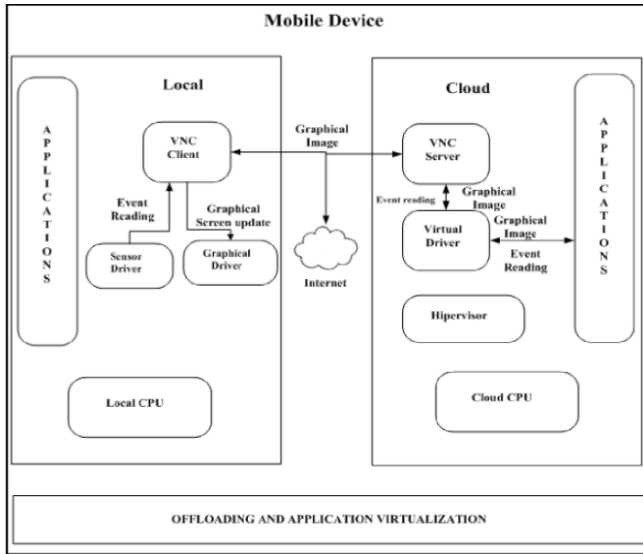 Mobile Device
Local
A
P
P
L
I
C
A
T
I
O
N
S
VNC
Client
Event
Reading
Graphical
Screen update
Sensor
Driver
Graphical
Driver
Local CPU
Graphical
Image
Internet
Cloud
VNC
Server
Event reading
Graphical
Image
Virtual
Driver
Graphical
Image
Event
Reading
Hipervisor
Cloud CPU
A
P
P
L
I
C
A
T
I
O
N
S
OFFLOADING AND APPLICATION VIRTUALIZATION